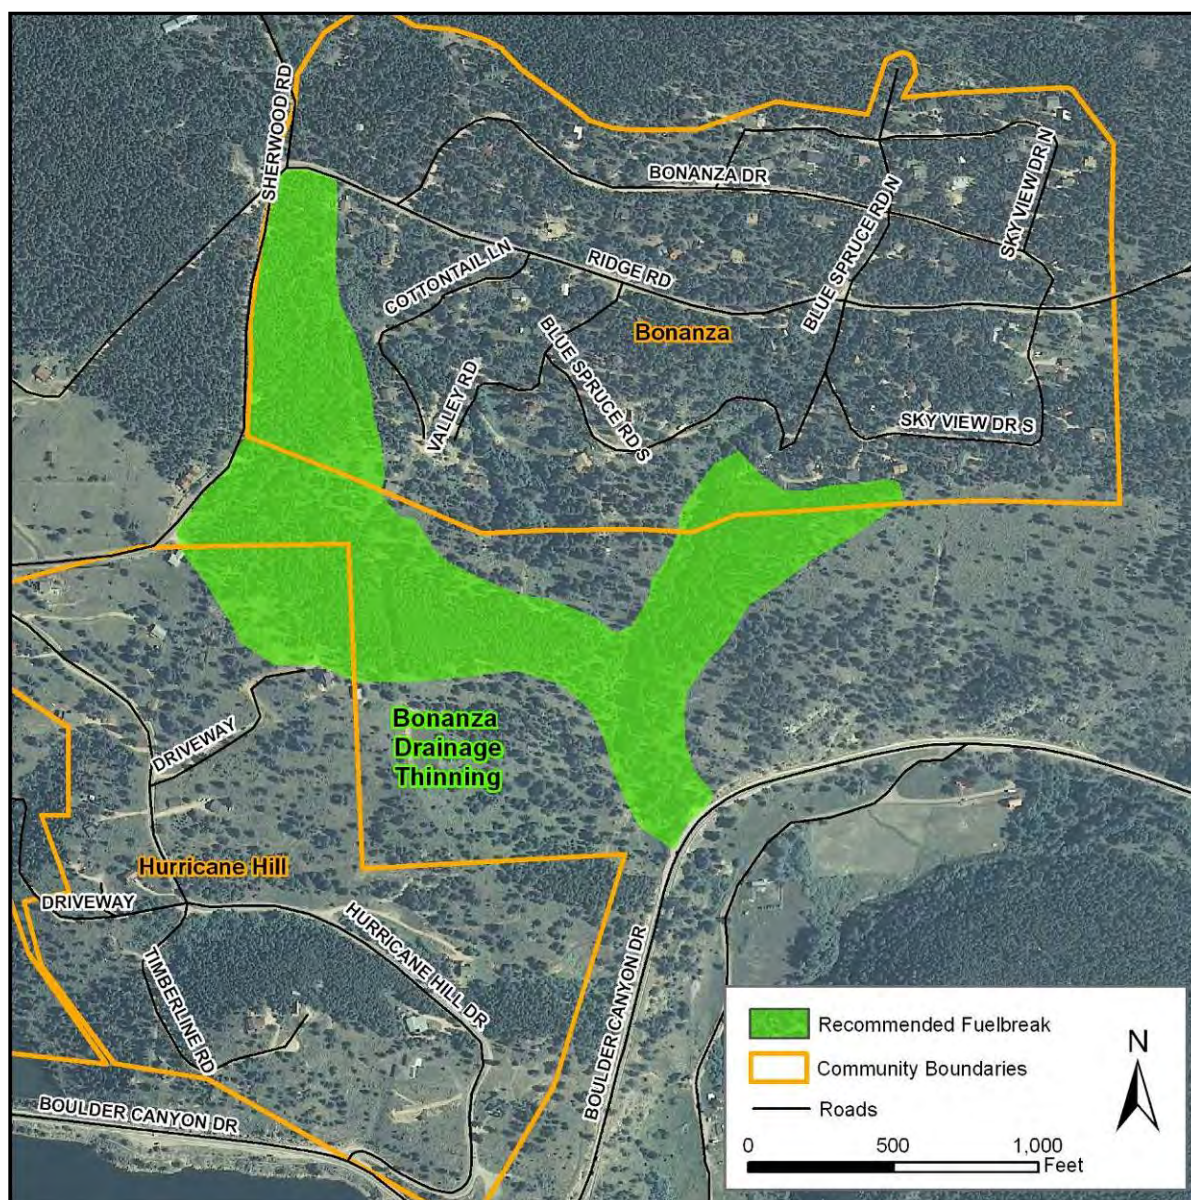 SHERWOOD RD
BONANZA DR
SKY VIEW DR N
BLUE SPRUCE RD N
COTTONTAIL LN
RIDGE RD
Bonanza
BLUE SPRUCE RD S
VALLEY RD
SKY VIEW DR S
Bonanza
Drainage
Thinning
DRIVEWAY
Hurricane Hill
DRIVEWAY
HURRICANE HILL DR
TIMBERLINE RD
BOULDER CANYON DR
BOULDER CANYON DR
Recommended Fuelbreak
Community Boundaries
Roads
N
0 500 1,000
Feet